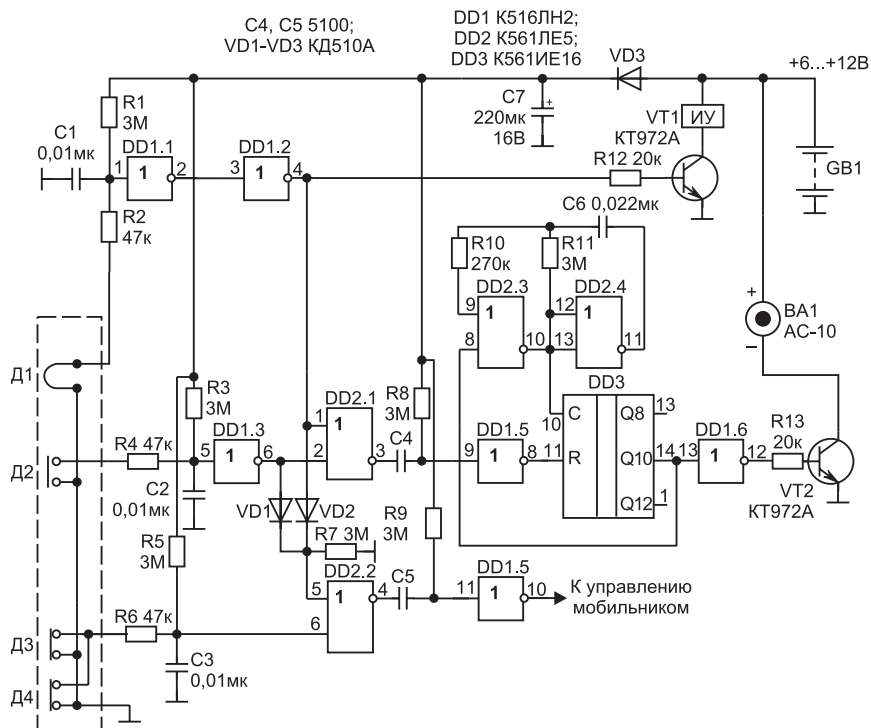 C4, C5 5100;
VD1-VD3 КД510А
DD1 К516ЛН2;
DD2 К561ЛЕ5;
DD3 К561ИЕ16
VD3
+6...+12В
C7
220мк
16В
+
R1
3М
C1
0,01мк
1
DD1.1
1
2
3
DD1.2
1
4
R12 20к
VT1
КТ972А
ИУ
GB1
R2
47к
C6 0,022мк
R10
270к
R11
3М
DD2.3
9
8
1
10
DD2.4
12
13
1
11
+
BA1
АС-10
−
Д1
R3
3М
DD2.1
1
2
1
3
C4
R8
3М
DD3
C
10
R
11
Q8
13
Q10
14
Q12
1
Д2
R4 47к
5
DD1.3
1
6
9
DD1.5
1
8
13
DD1.6
1
12
R13
20к
VT2
КТ972А
C2
0,01мк
VD1
VD2
R5
3М
R7 3М
R9
3М
DD2.2
5
6
1
4
C5
11
DD1.5
1
10
К управлению
мобильником
R6 47к
Д3
C3
0,01мк
Д4